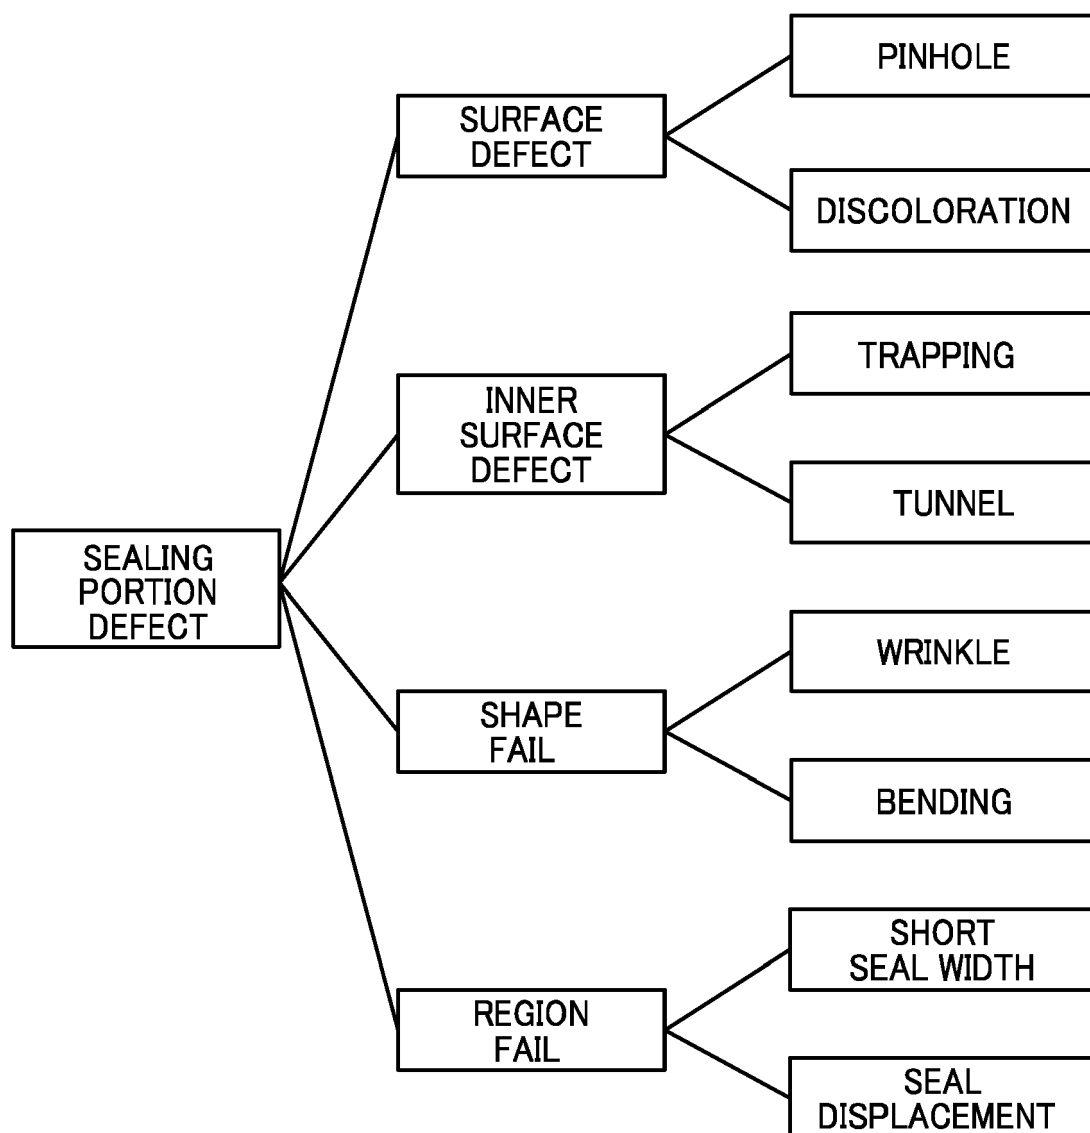 PINHOLE
SURFACE
DEFECT
DISCOLORATION
TRAPPING
INNER
SURFACE
DEFECT
TUNNEL
SEALING
PORTION
DEFECT
WRINKLE
SHAPE
FAIL
BENDING
SHORT
SEAL WIDTH
REGION
FAIL
SEAL
DISPLACEMENT